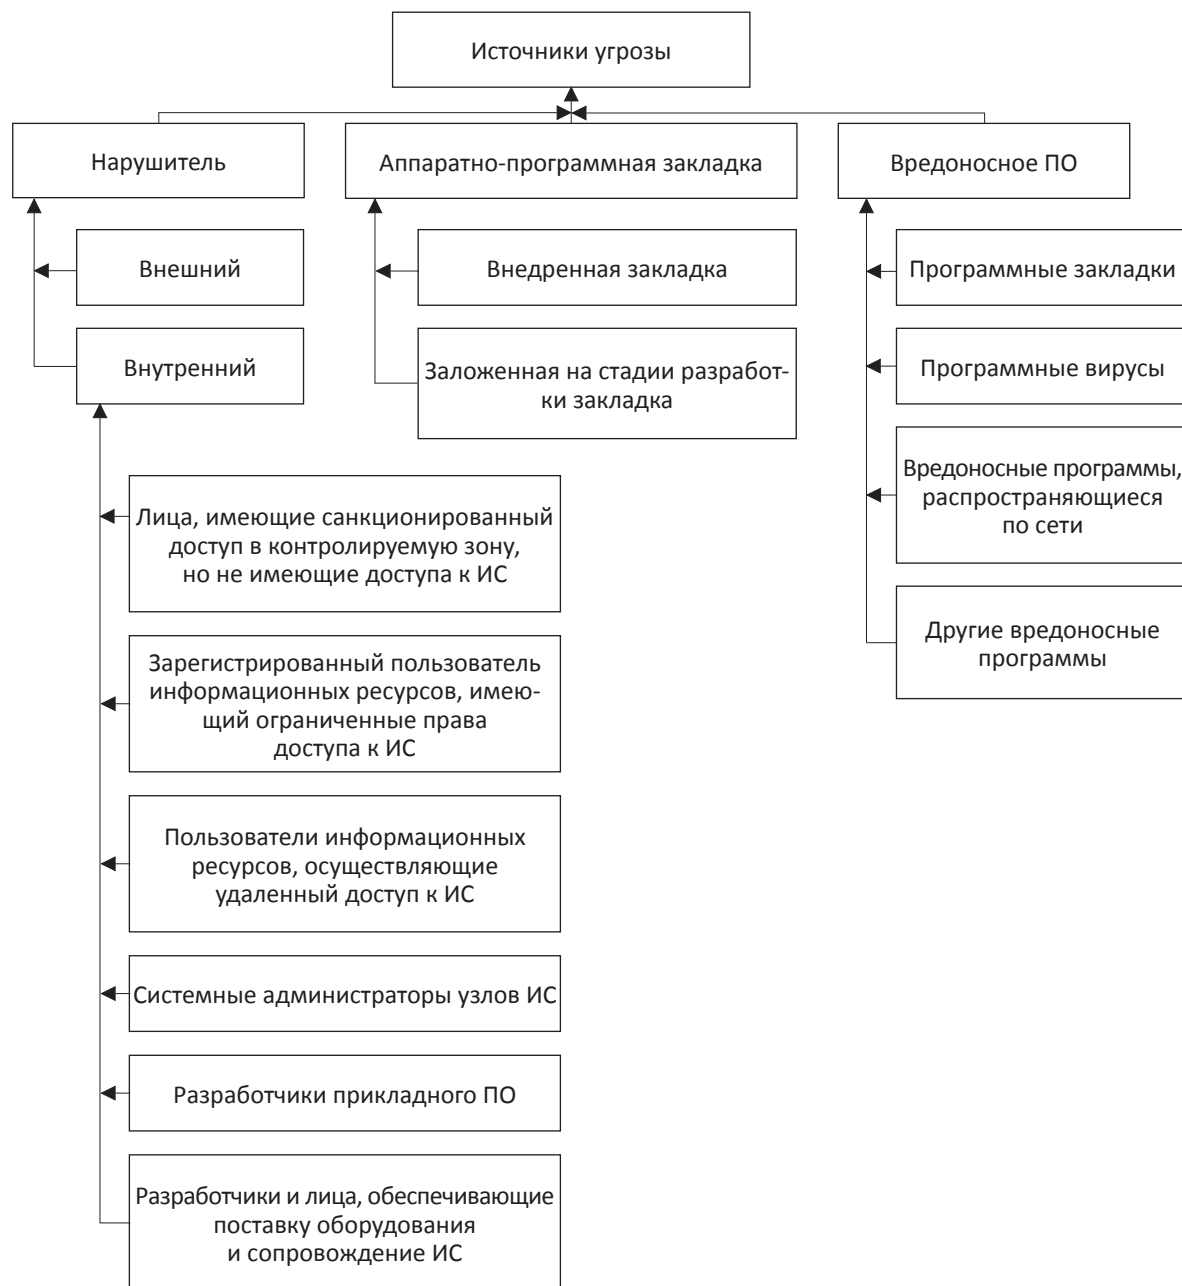 Источники угрозы
Нарушитель
Аппаратно-программная закладка
Вредоносное ПО
Внешний
Внедренная закладка
Программные закладки
Внутренний
Заложенная на стадии разработ-
ки закладка
Программные вирусы
Вредоносные программы,
распространяющиеся
по сети
Другие вредоносные
программы
Лица, имеющие санкционированный
доступ в контролируемую зону,
но не имеющие доступа к ИС
Зарегистрированный пользователь
информационных ресурсов, имею-
щий ограниченные права
доступа к ИС
Пользователи информационных
ресурсов, осуществляющие
удаленный доступ к ИС
Системные администраторы узлов ИС
Разработчики прикладного ПО
Разработчики и лица, обеспечивающие
поставку оборудования
и сопровождение ИС